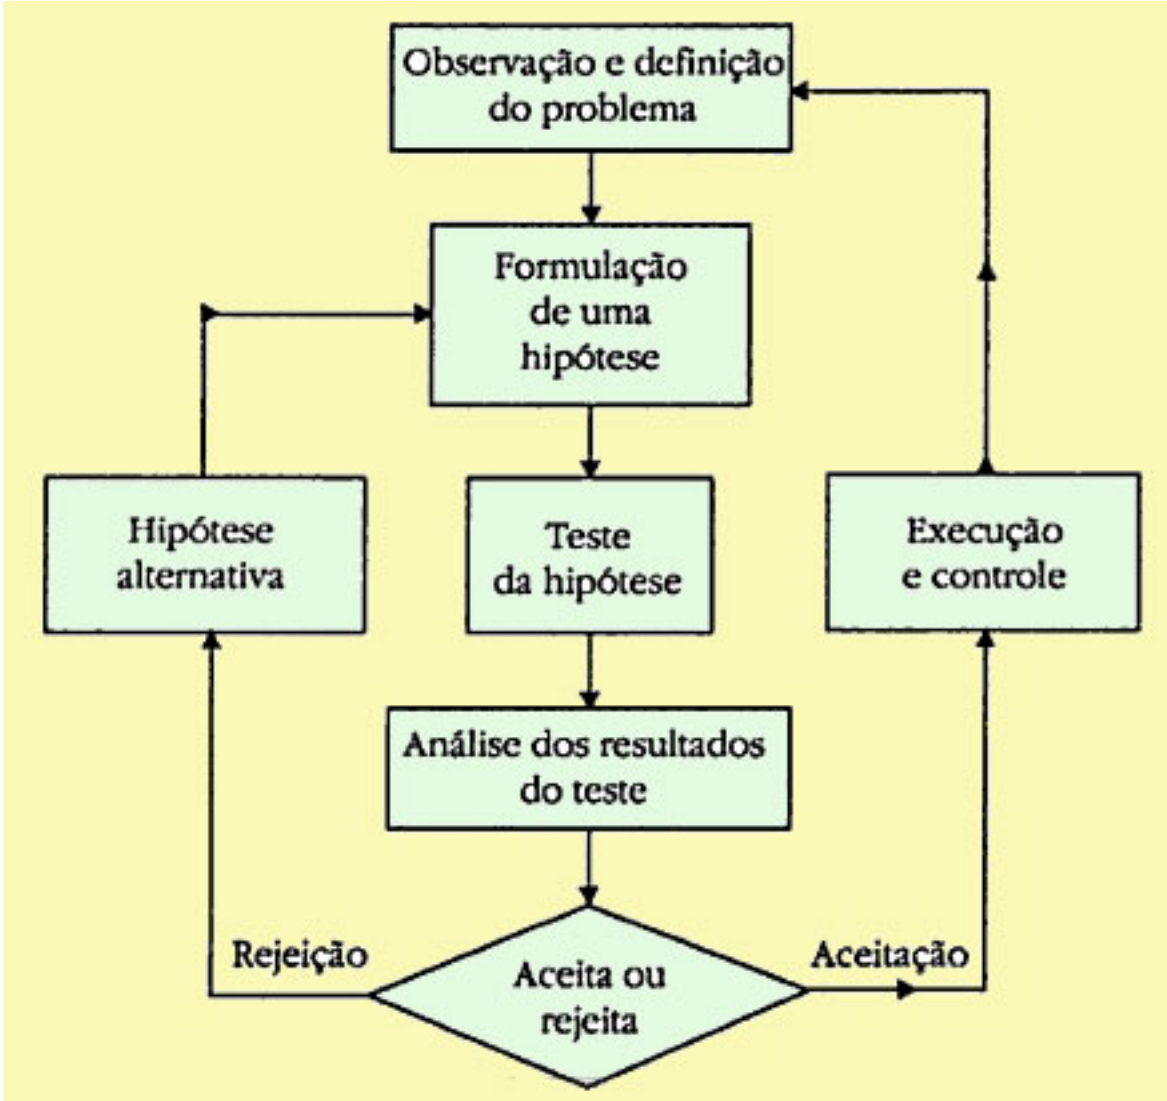 Observação e definição
do problema
Formulação
de uma
hipótese
Hipótese
alternativa
Teste
da hipótese
Execução
e controle
Análise dos resultados
do teste
Rejeição
Aceitação
Aceita ou
rejeita